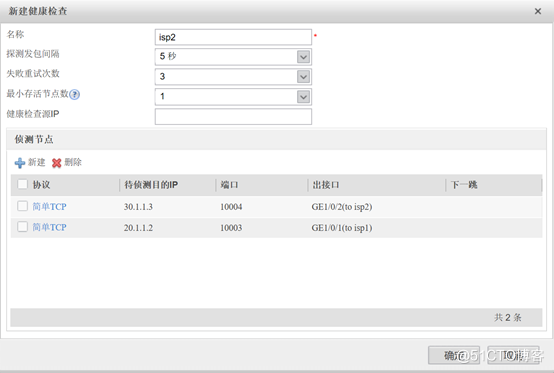 新建健康检查
名称 isp2 *
探测发包间隔 5 秒
失败重试次数 3
最小存活节点数 ? 1
健康检查源IP
侦测节点
新建 删除
协议 待侦测目的IP 端口 出接口 下一跳
简单TCP 30.1.1.3 10004 GE1/0/2(to isp2)
简单TCP 20.1.1.2 10003 GE1/0/1(to isp1)
共 2 条
@51CTO博客